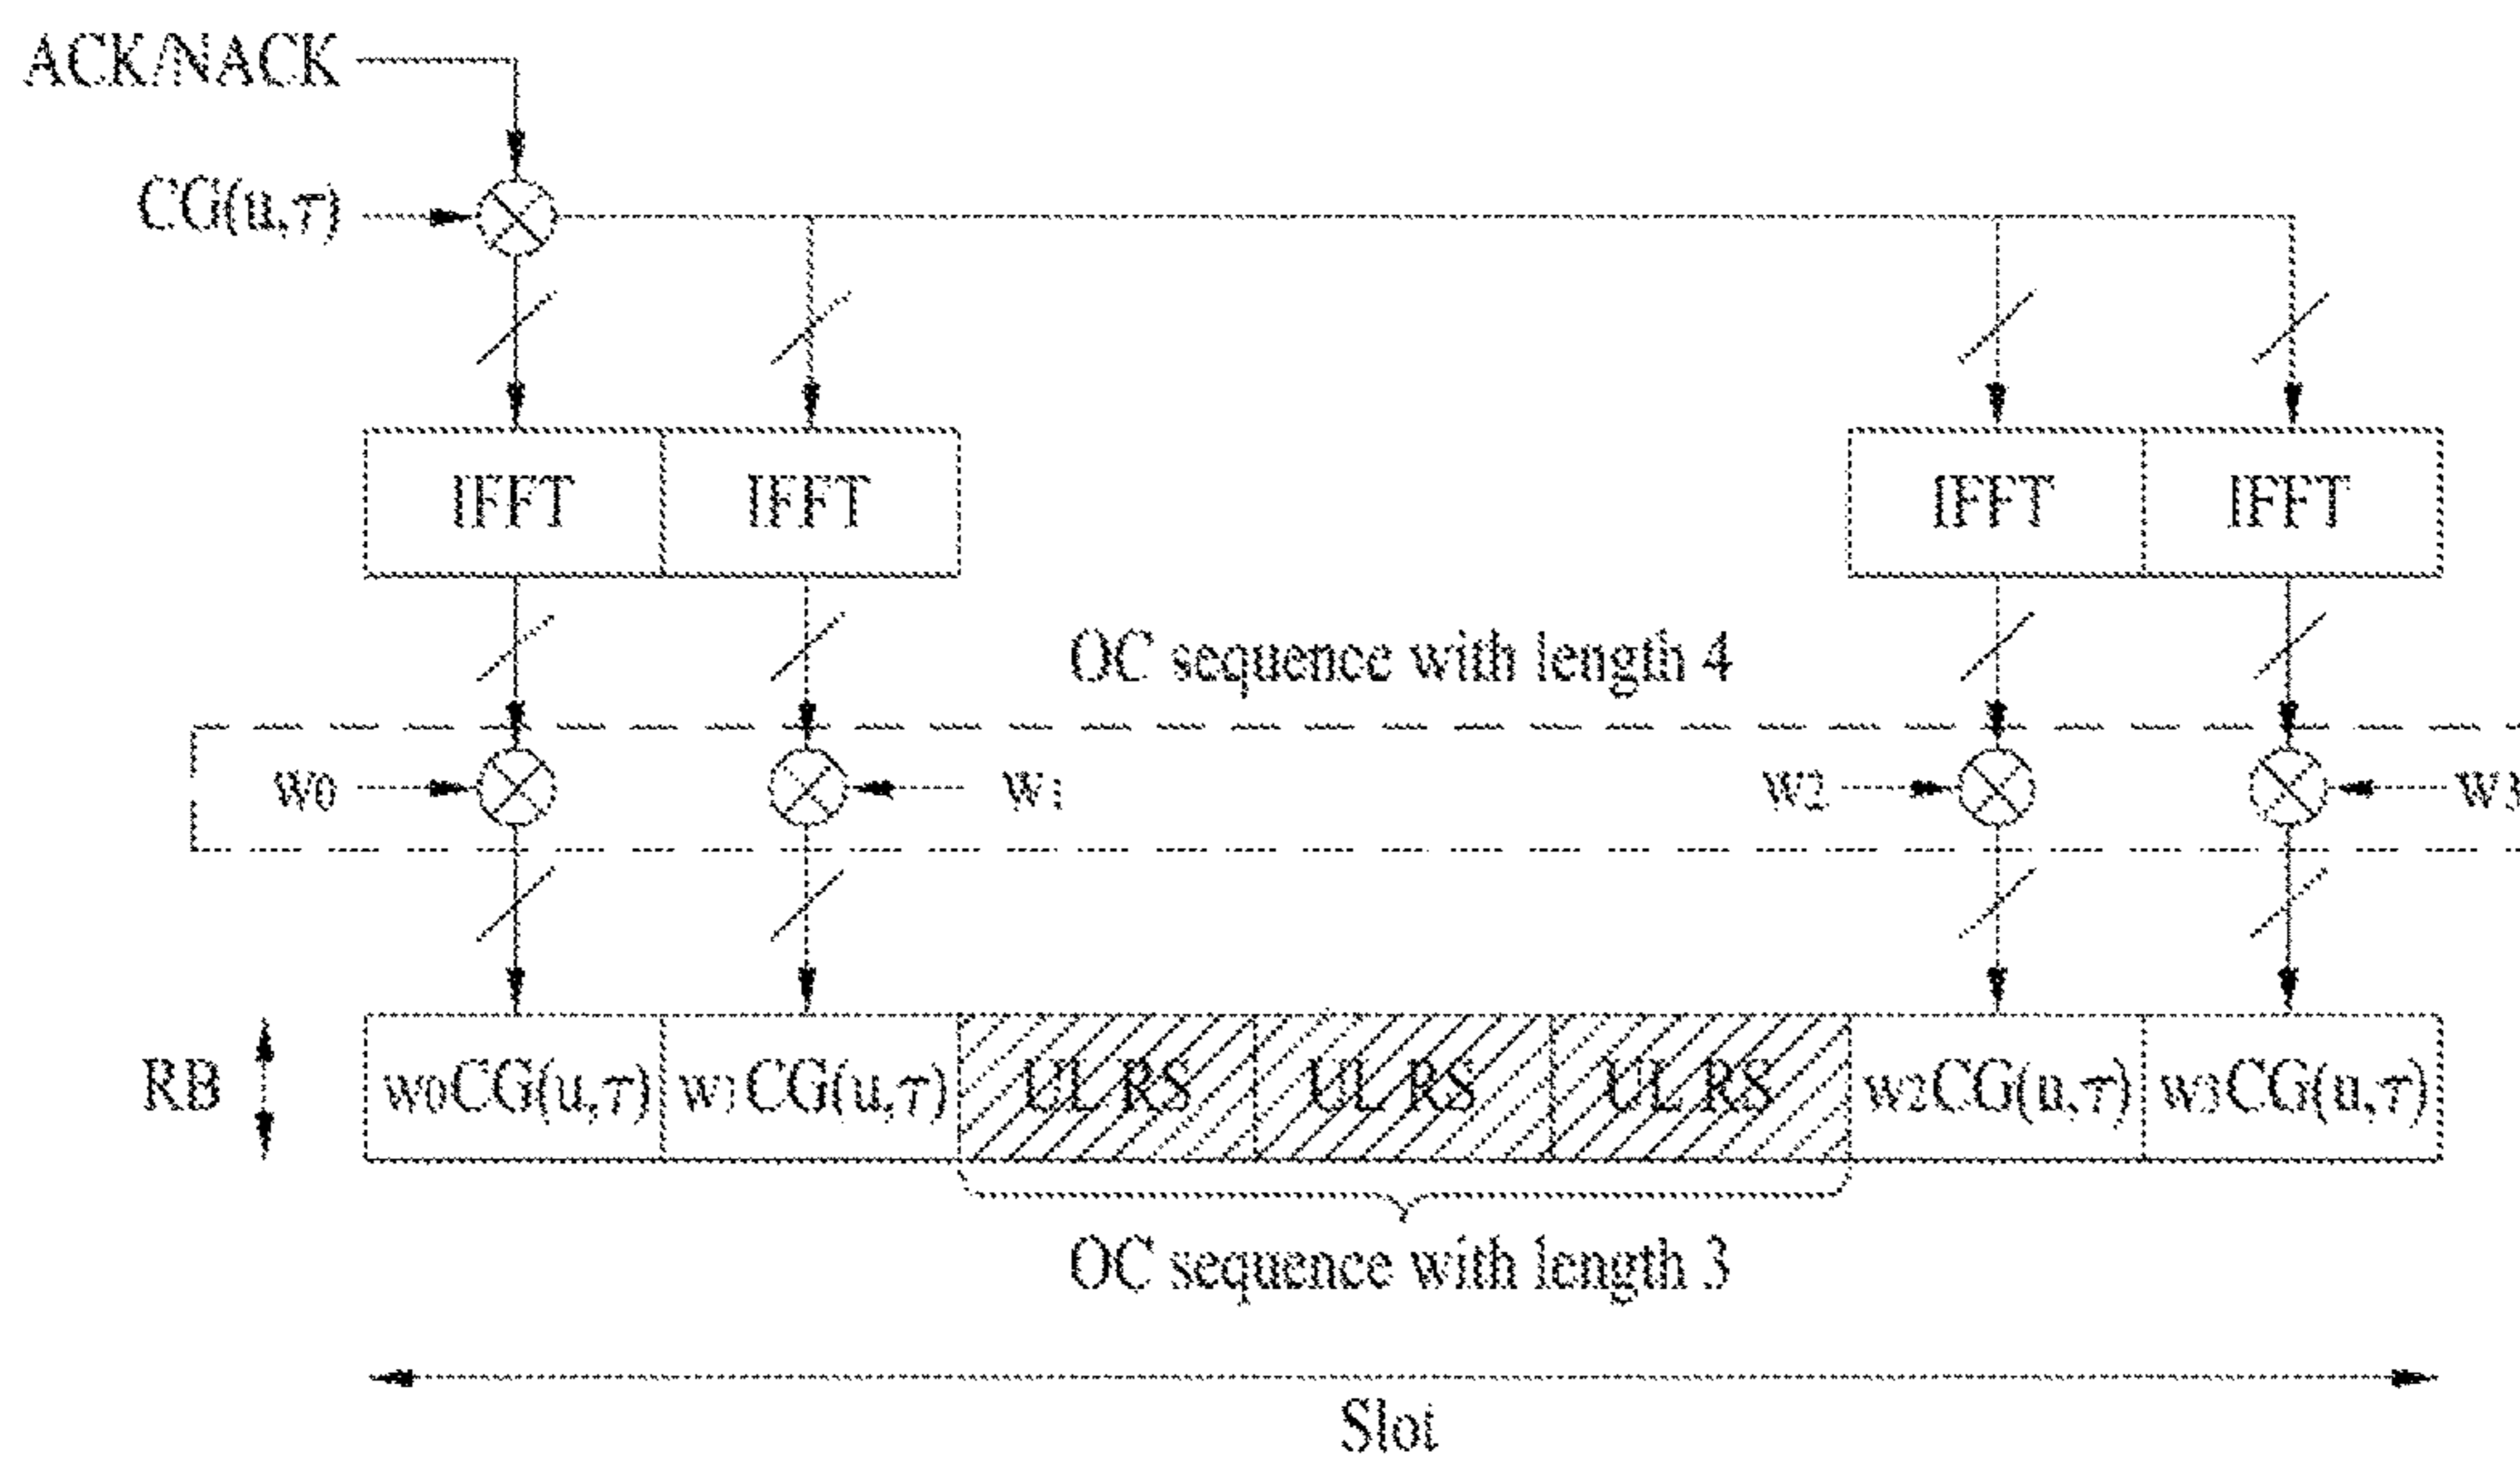 ACK/NACK
CG(u,τ)
IFFT IFFT IFFT IFFT
OC sequence with length 4
W0 W1 W2 W3
RB w0CG(u,τ) w1CG(u,τ) UL RS UL RS UL RS w2CG(u,τ) w3CG(u,τ)
OC sequence with length 3
Slot